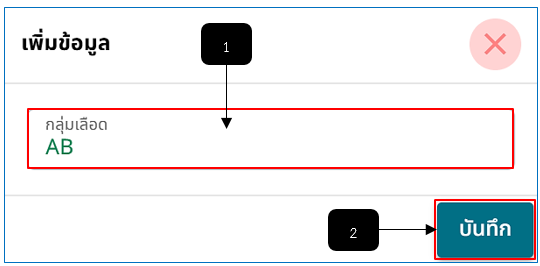 เพิ่มข้อมูล
1
กลุ่มเลือด
AB
2
บันทึก